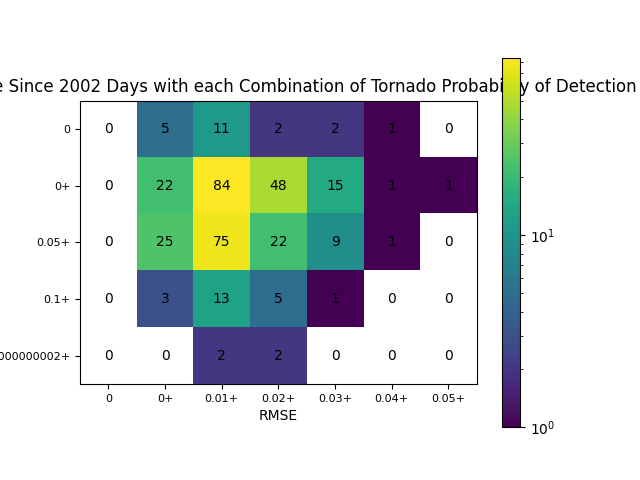 Since 2002 Days with each Combination of Tornado Probability of Detection
0 0 5 11 2 2 1 0
0+ 0 22 84 48 15 1 1
0.05+ 0 25 75 22 9 1 0
0.1+ 0 3 13 5 1 0 0
000000002+ 0 0 2 2 0 0 0
0 0+ 0.01+ 0.02+ 0.03+ 0.04+ 0.05+
RMSE
10¹
10⁰